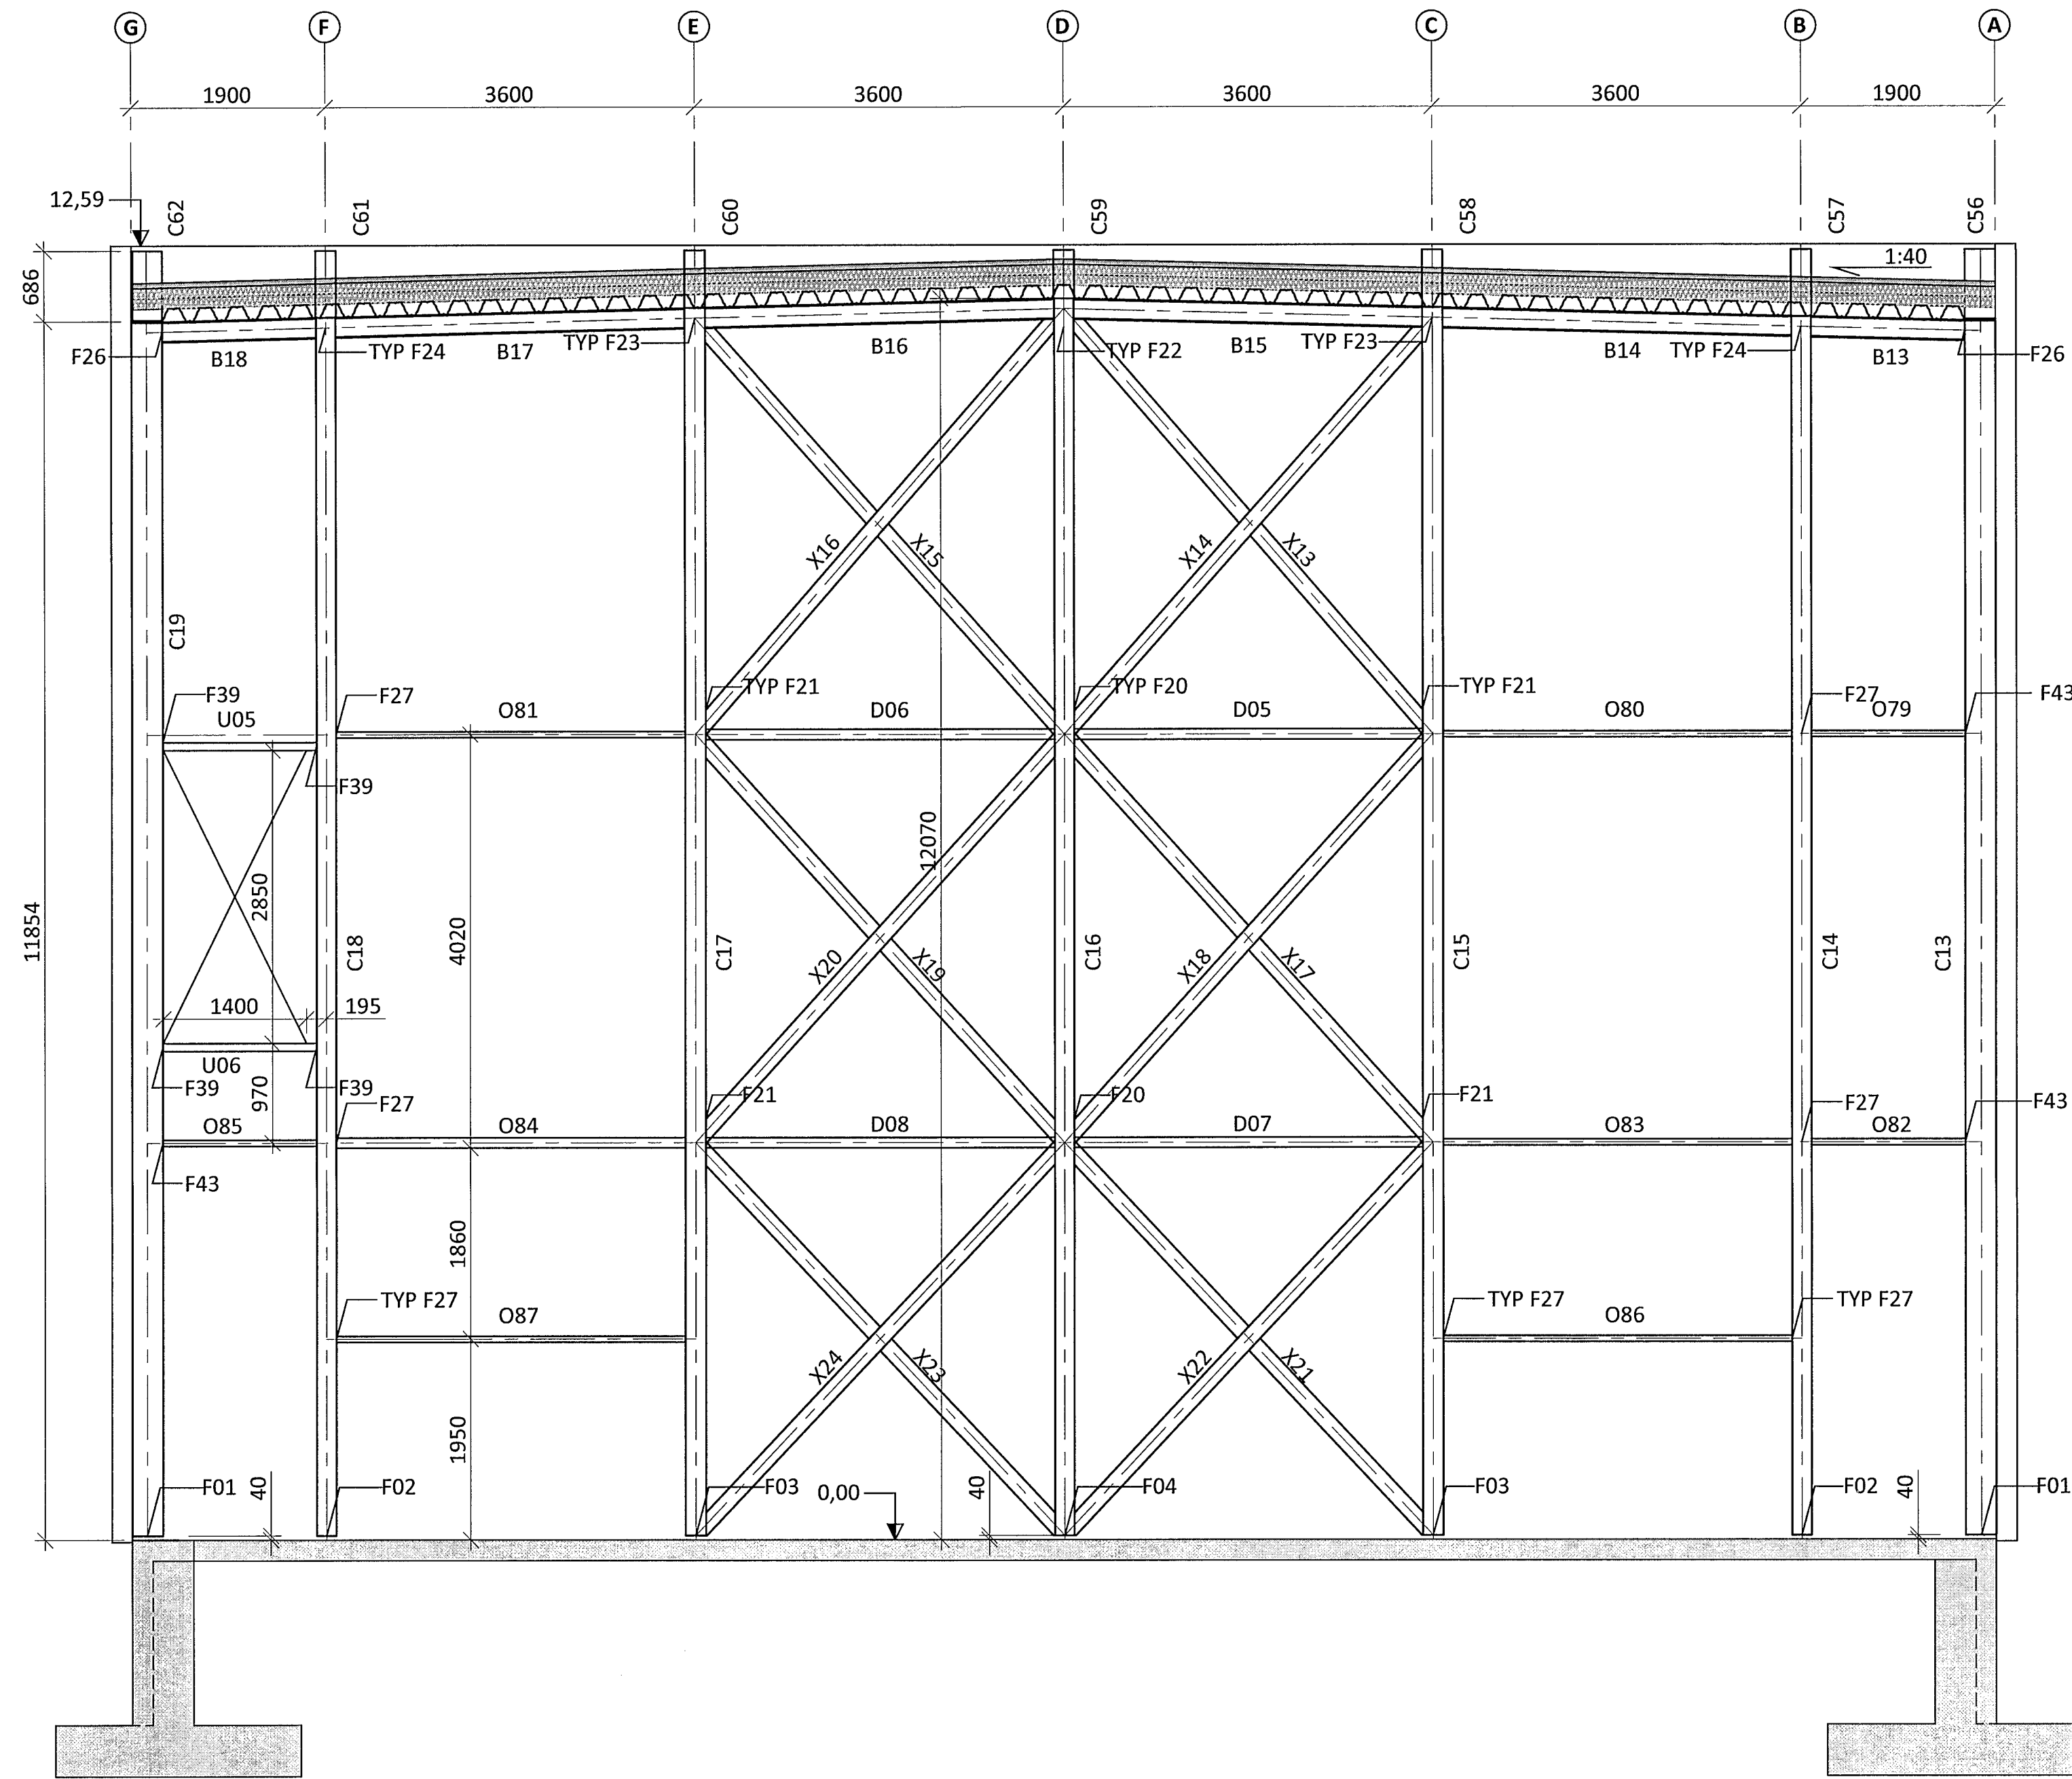 G F E D C B A
1900 3600 3600 3600 3600 1900
12,59 C62 C61 C60 C59 C58 C57 C56
1:40
686
F26 B18 TYP F24 B17 TYP F23 B16 TYP F22 B15 TYP F23 B14 TYP F24 B13 F26
X16 X15 X14 X13
C19
F39 F27 TYP F21 TYP F20 TYP F21 F27 F43
U05 O81 D06 D05 O80 O79
F39
12070
11854 2850 4020
C18 C17 C16 C15 C14 C13
X20 X19 X18 X17
1400 195
U06
F39 F39
970
F27 F21 F20 F21 F27 F43
O85 O84 D08 D07 O83 O82
F43
1860
TYP F27 TYP F27 TYP F27
O87 O86
X24 X23 X22 X21
1950
F01 40 F02 F03 0,00 40 F04 F03 F02 40 F01